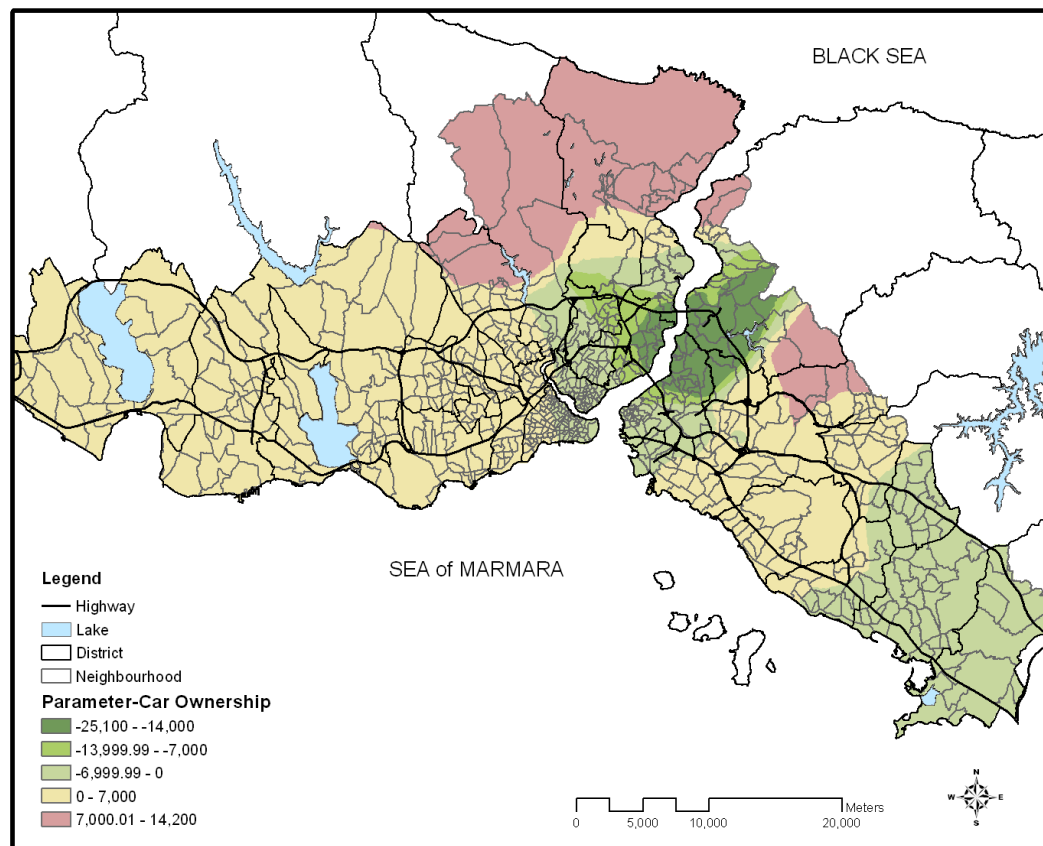 BLACK SEA
SEA of MARMARA
Legend
Highway
Lake
District
Neighbourhood
Parameter-Car Ownership
-25,100 - -14,000
-13,999.99 - -7,000
-6,999.99 - 0
0 - 7,000
7,000.01 - 14,200
Meters
0 5,000 10,000 20,000
N
W E
S